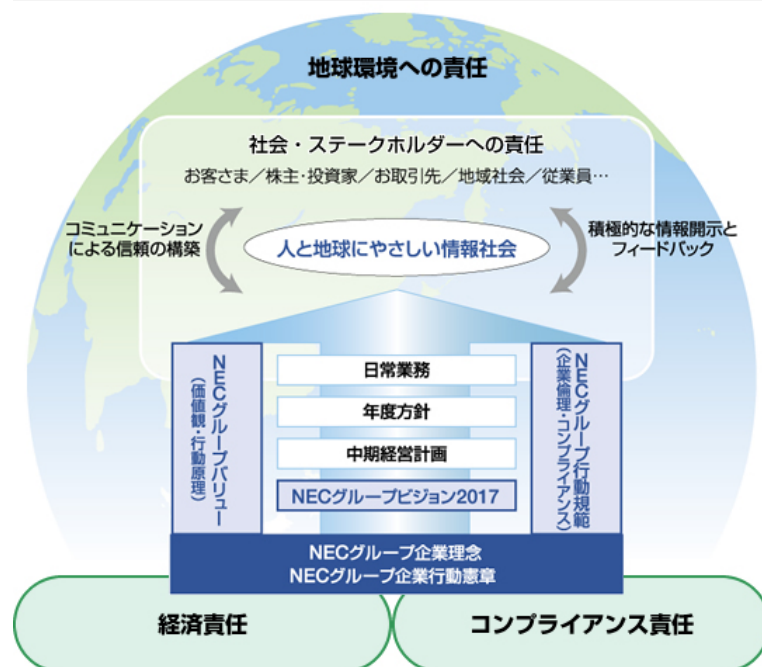 地球環境への責任
社会・ステークホルダーへの責任
お客さま／株主・投資家／お取引先／地域社会／従業員…
コミュニケーション
による信頼の構築
人と地球にやさしい情報社会
積極的な情報開示と
フィードバック
NECグループバリュー
（価値観・行動原理）
日常業務
年度方針
中期経営計画
NECグループビジョン2017
NECグループ行動規範
（企業倫理・コンプライアンス）
NECグループ企業理念
NECグループ企業行動憲章
経済責任
コンプライアンス責任